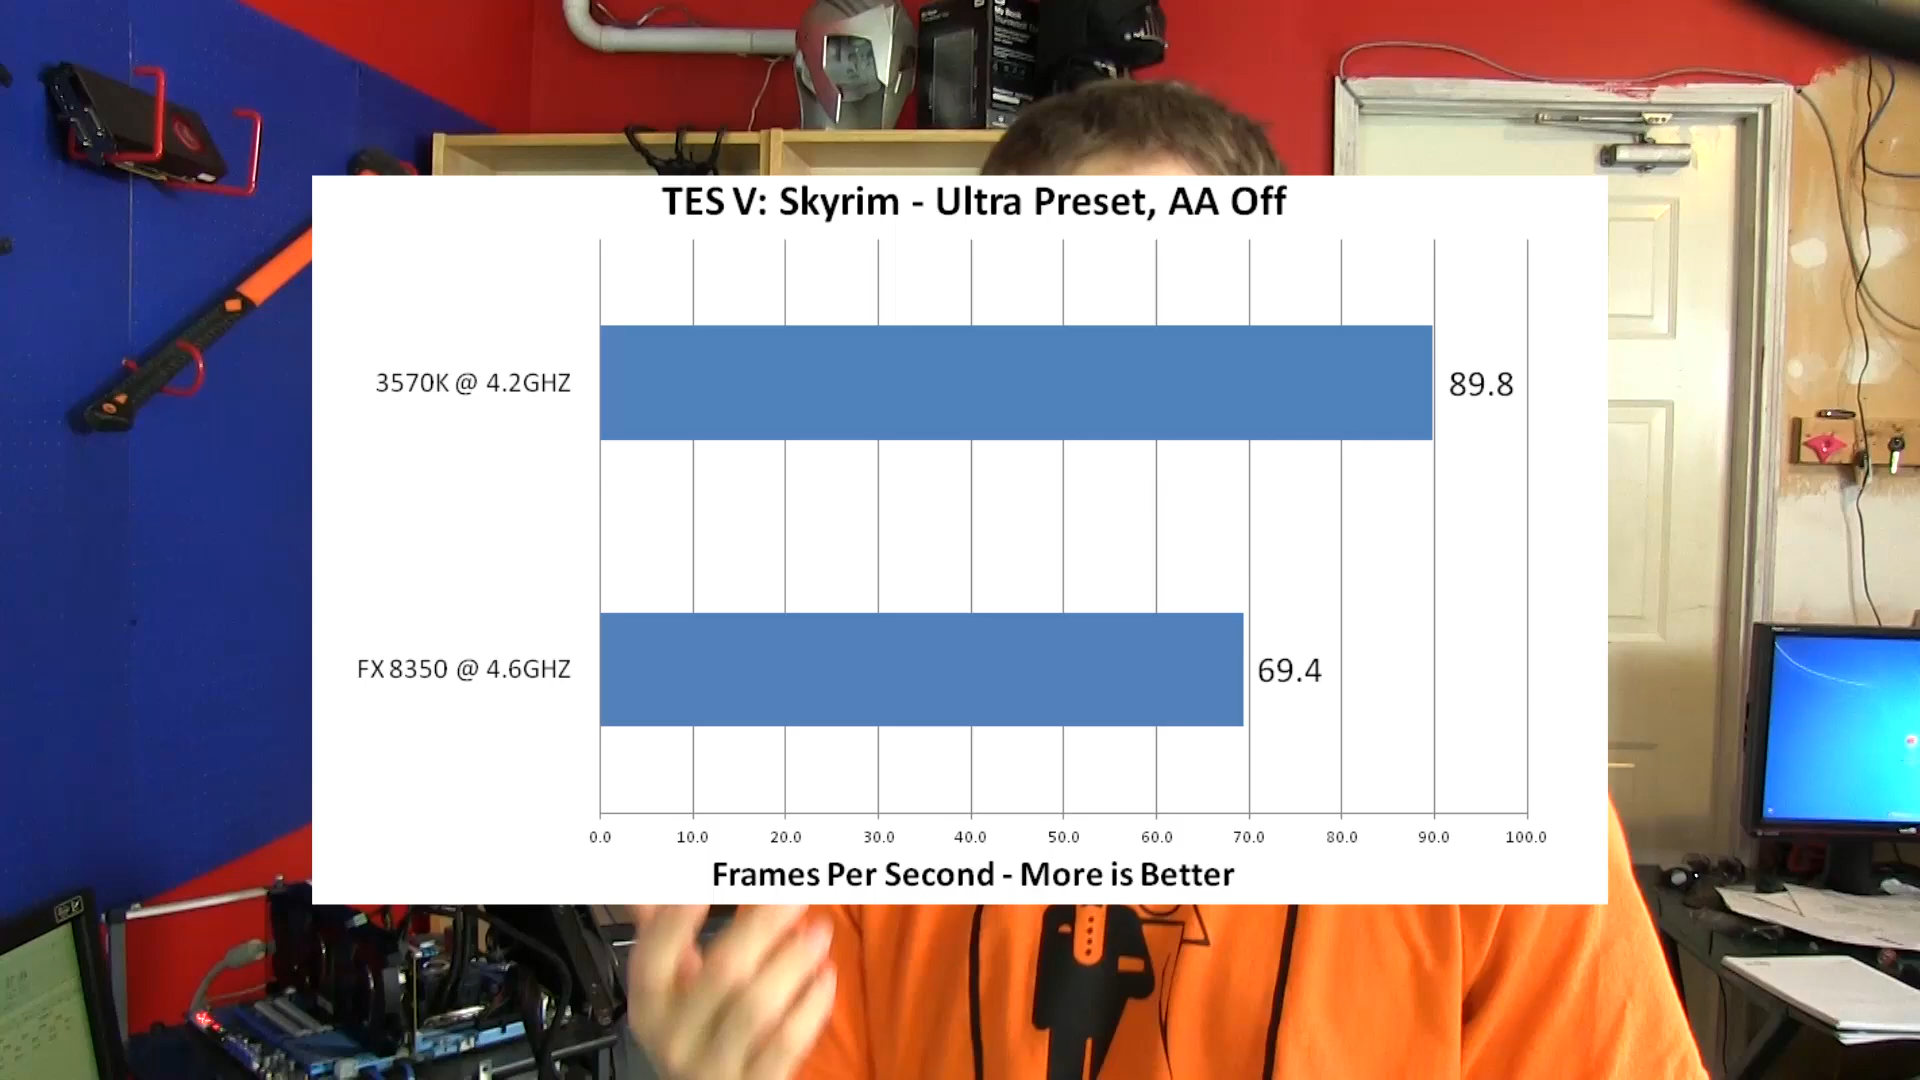 TES V: Skyrim - Ultra Preset, AA Off
3570K @ 4.2GHZ
89.8
FX 8350 @ 4.6GHZ
69.4
0.0 10.0 20.0 30.0 40.0 50.0 60.0 70.0 80.0 90.0 100.0
Frames Per Second - More is Better
My Book